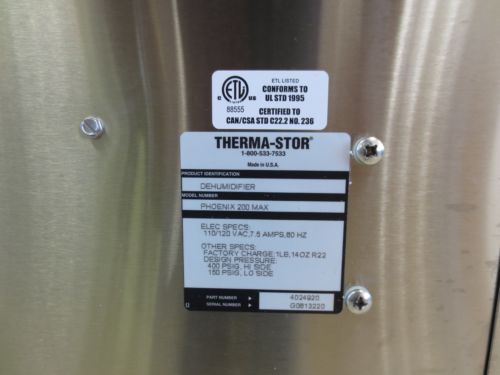 ETL LISTED
CONFORMS TO
UL STD 1995
ETL
C US
88555
CERTIFIED TO
CAN/CSA STD C22.2 NO. 236
THERMA-STOR®
1-800-533-7533
Made in U.S.A.
PRODUCT IDENTIFICATION
DEHUMIDIFIER
MODEL NUMBER
PHOENIX 200 MAX
ELEC SPECS:
110/120 VAC,7.5 AMPS,60 HZ
OTHER SPECS:
FACTORY CHARGE:1LB,14OZ R22
DESIGN PRESSURE:
400 PSIG, HI SIDE
150 PSIG, LO SIDE
PART NUMBER 4024920
SERIAL NUMBER G0813220